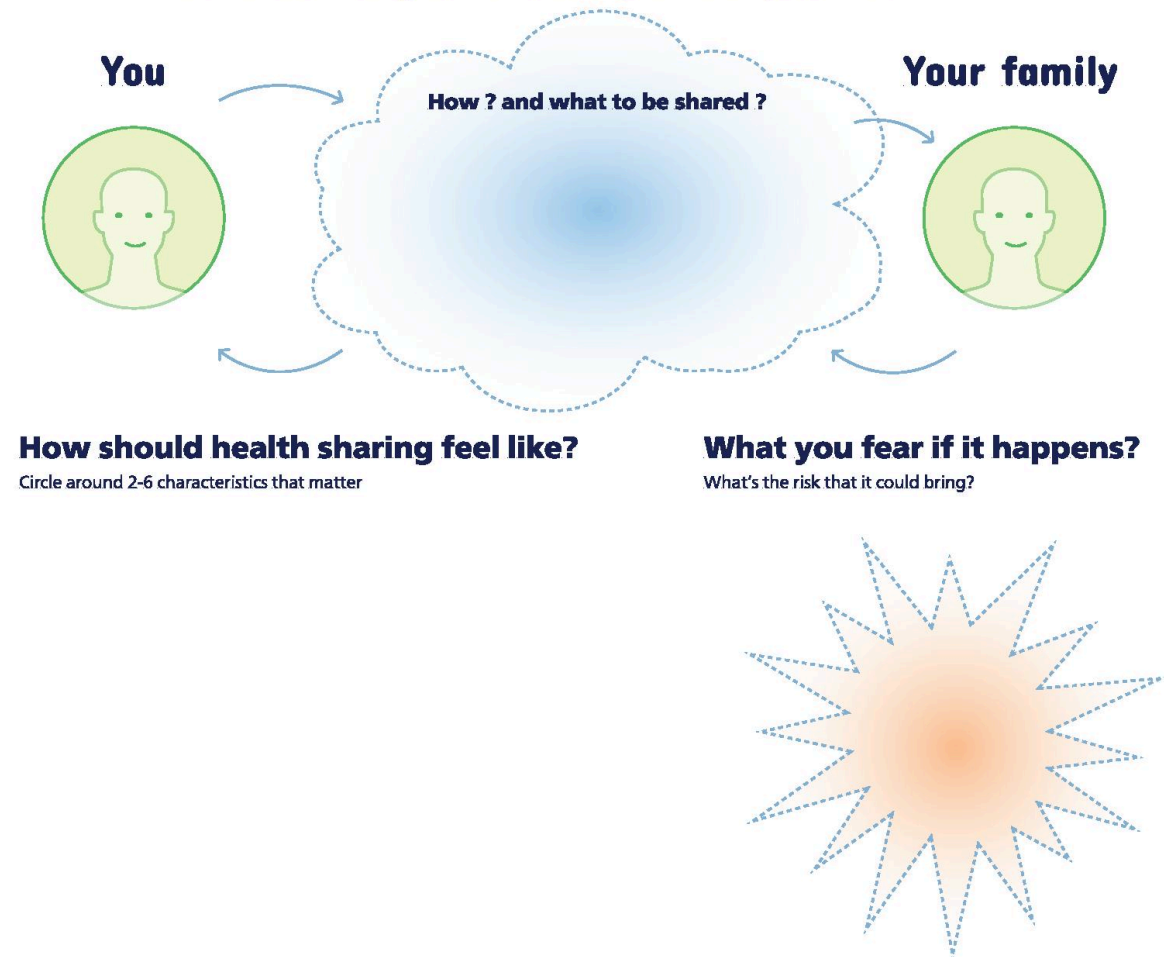 You
Your family
How ? and what to be shared ?
How should health sharing feel like?
Circle around 2-6 characteristics that matter
What you fear if it happens?
What's the risk that it could bring?